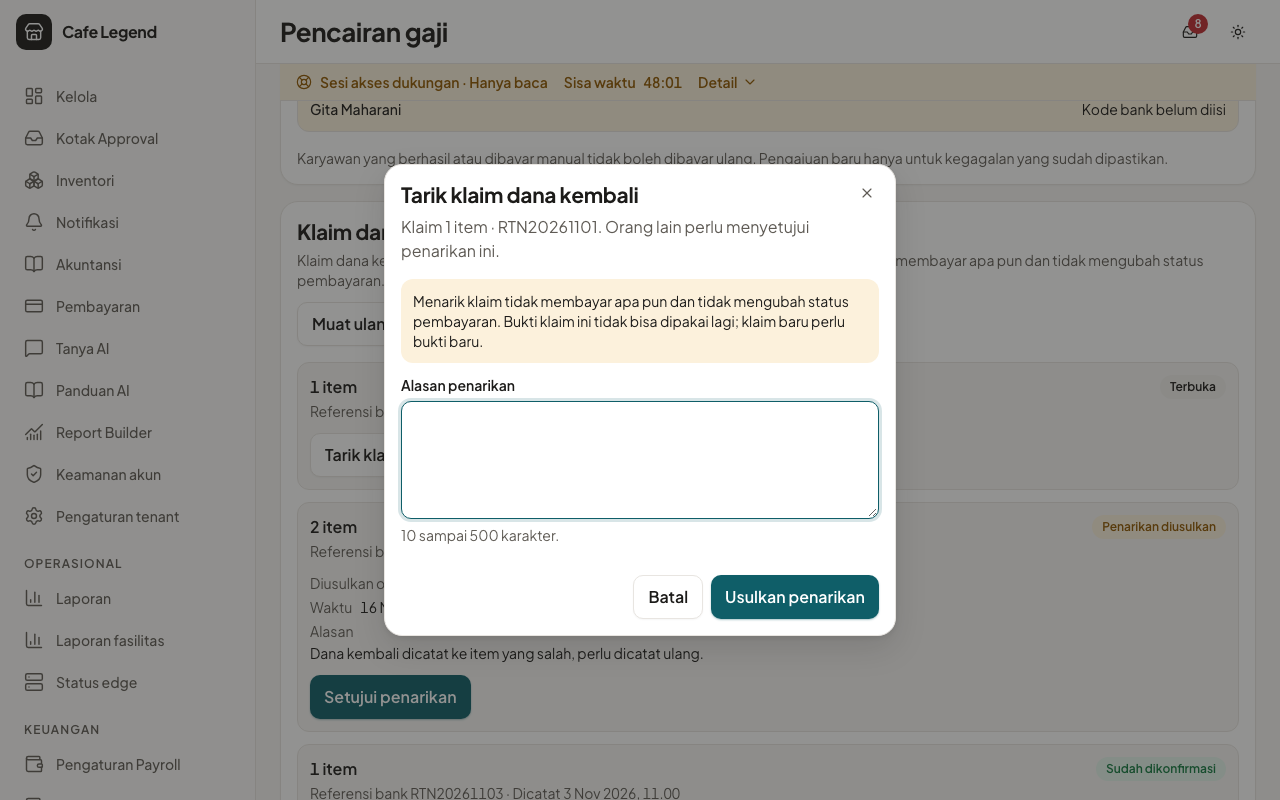 Cafe Legend
Kelola
Kotak Approval
Inventori
Notifikasi
Akuntansi
Pembayaran
Tanya AI
Panduan AI
Report Builder
Keamanan akun
Pengaturan tenant
OPERASIONAL
Laporan
Laporan fasilitas
Status edge
KEUANGAN
Pengaturan Payroll
Pencairan gaji
8
Sesi akses dukungan · Hanya baca Sisa waktu 48:01 Detail
Gita Maharani Kode bank belum diisi
Karyawan yang berhasil atau dibayar manual tidak boleh dibayar ulang. Pengajuan baru hanya untuk kegagalan yang sudah dipastikan.
Klaim dan
Klaim dana ke membayar apa pun dan tidak mengubah status
pembayaran.
Muat ulan
1 item Terbuka
Referensi b
Tarik kla
2 item Penarikan diusulkan
Referensi b
Diusulkan o
Waktu 16
Alasan
Dana kembali dicatat ke item yang salah, perlu dicatat ulang.
Setujui penarikan
1 item Sudah dikonfirmasi
Referensi bank RTN20261103 · Dicatat 3 Nov 2026, 11.00
Tarik klaim dana kembali
Klaim 1 item · RTN20261101. Orang lain perlu menyetujui
penarikan ini.
Menarik klaim tidak membayar apa pun dan tidak mengubah status
pembayaran. Bukti klaim ini tidak bisa dipakai lagi; klaim baru perlu
bukti baru.
Alasan penarikan
10 sampai 500 karakter.
Batal
Usulkan penarikan